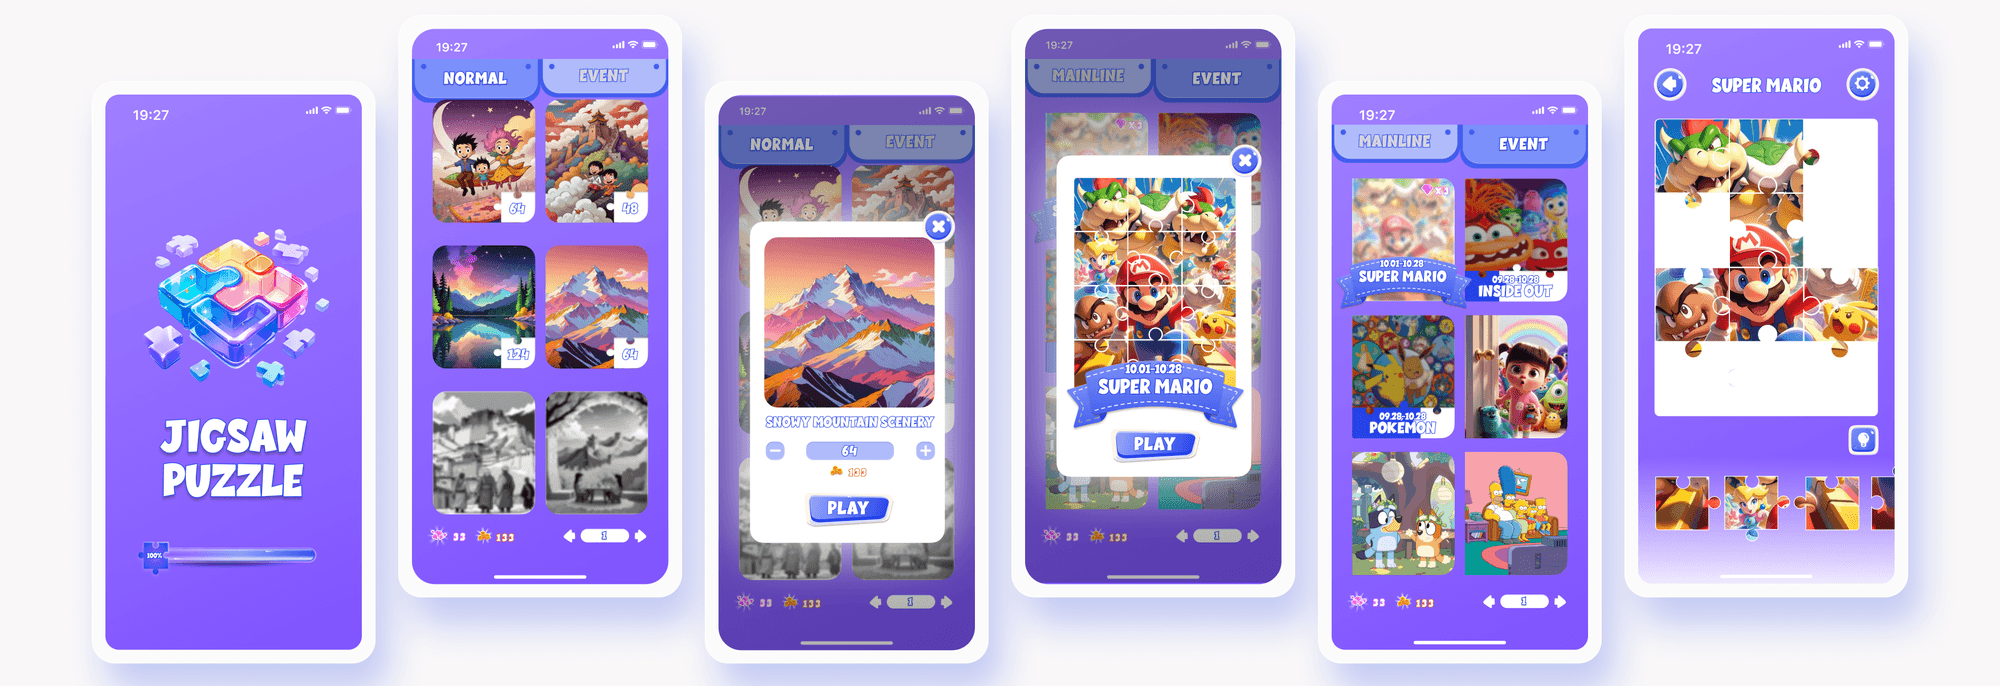 19:27
100%
JIGSAW
PUZZLE
19:27
NORMAL
EVENT
64
48
124
64
33
133
1
19:27
NORMAL
EVENT
SNOWY MOUNTAIN SCENERY
64
133
PLAY
33
133
1
19:27
MAINLINE
EVENT
x3
10.01-10.28
SUPER MARIO
PLAY
33
133
1
19:27
MAINLINE
EVENT
x3
10.01-10.28
SUPER MARIO
09.28-10.28
INSIDE OUT
09.28-10.28
POKEMON
33
133
1
19:27
SUPER MARIO